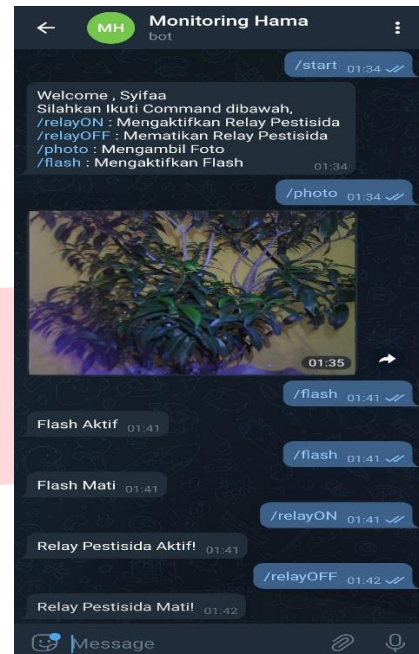 MH
Monitoring Hama
bot
/start 01:34
Welcome , Syifaa
Silahkan Ikuti Command dibawah,
/relayON : Mengaktifkan Relay Pestisida
/relayOFF : Mematikan Relay Pestisida
/photo : Mengambil Foto
/flash : Mengaktifkan Flash
01:34
/photo 01:34
01:35
/flash 01:41
Flash Aktif 01:41
/flash 01:41
Flash Mati 01:41
/relayON 01:41
Relay Pestisida Aktif! 01:41
/relayOFF 01:42
Relay Pestisida Mati! 01:42
Message